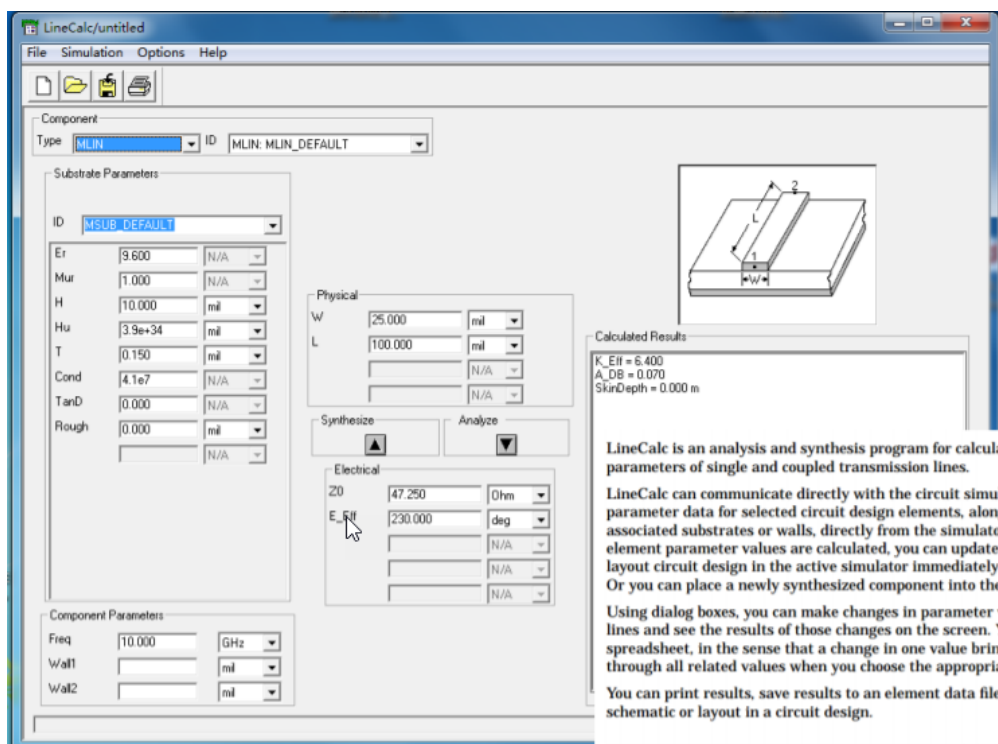 LineCalc/untitled
File Simulation Options Help
Component
Type MLIN ID MLIN: MLIN_DEFAULT
Substrate Parameters
ID MSUB_DEFAULT
Er 9.600 N/A
Mur 1.000 N/A
H 10.000 mil
Hu 3.9e+34 mil
T 0.150 mil
Cond 4.1e7 N/A
TanD 0.000 N/A
Rough 0.000 mil
N/A
Physical
W 25.000 mil
L 100.000 mil
N/A
N/A
Synthesize Analyze
Electrical
Z0 47.250 Ohm
E_Eff 230.000 deg
N/A
N/A
N/A
Component Parameters
Freq 10.000 GHz
Wall1 mil
Wall2 mil
2
L
1
W
Calculated Results
K_Eff = 6.400
A_DB = 0.070
SkinDepth = 0.000 m
LineCalc is an analysis and synthesis program for calcula
parameters of single and coupled transmission lines.
LineCalc can communicate directly with the circuit simu
parameter data for selected circuit design elements, alon
associated substrates or walls, directly from the simulato
element parameter values are calculated, you can update
layout circuit design in the active simulator immediately
Or you can place a newly synthesized component into the
Using dialog boxes, you can make changes in parameter
lines and see the results of those changes on the screen.
spreadsheet, in the sense that a change in one value brin
through all related values when you choose the appropria
You can print results, save results to an element data file
schematic or layout in a circuit design.